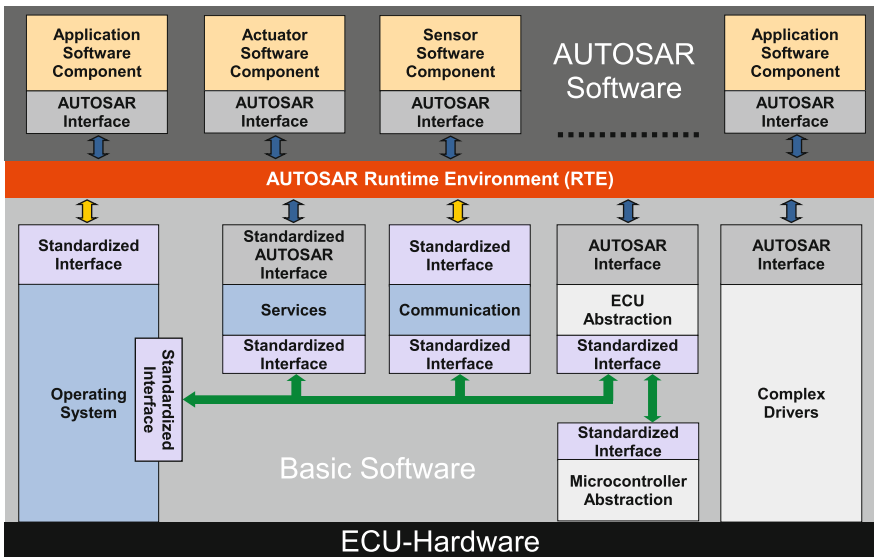 Application
Software
Component
AUTOSAR
Interface
Actuator
Software
Component
AUTOSAR
Interface
Sensor
Software
Component
AUTOSAR
Interface
AUTOSAR
Software
Application
Software
Component
AUTOSAR
Interface
AUTOSAR Runtime Environment (RTE)
Standardized
Interface
Operating
System
Standardized
Interface
Standardized
AUTOSAR
Interface
Services
Standardized
Interface
Standardized
Interface
Communication
Standardized
Interface
AUTOSAR
Interface
ECU
Abstraction
Standardized
Interface
Standardized
Interface
Microcontroller
Abstraction
AUTOSAR
Interface
Complex
Drivers
Basic Software
ECU-Hardware